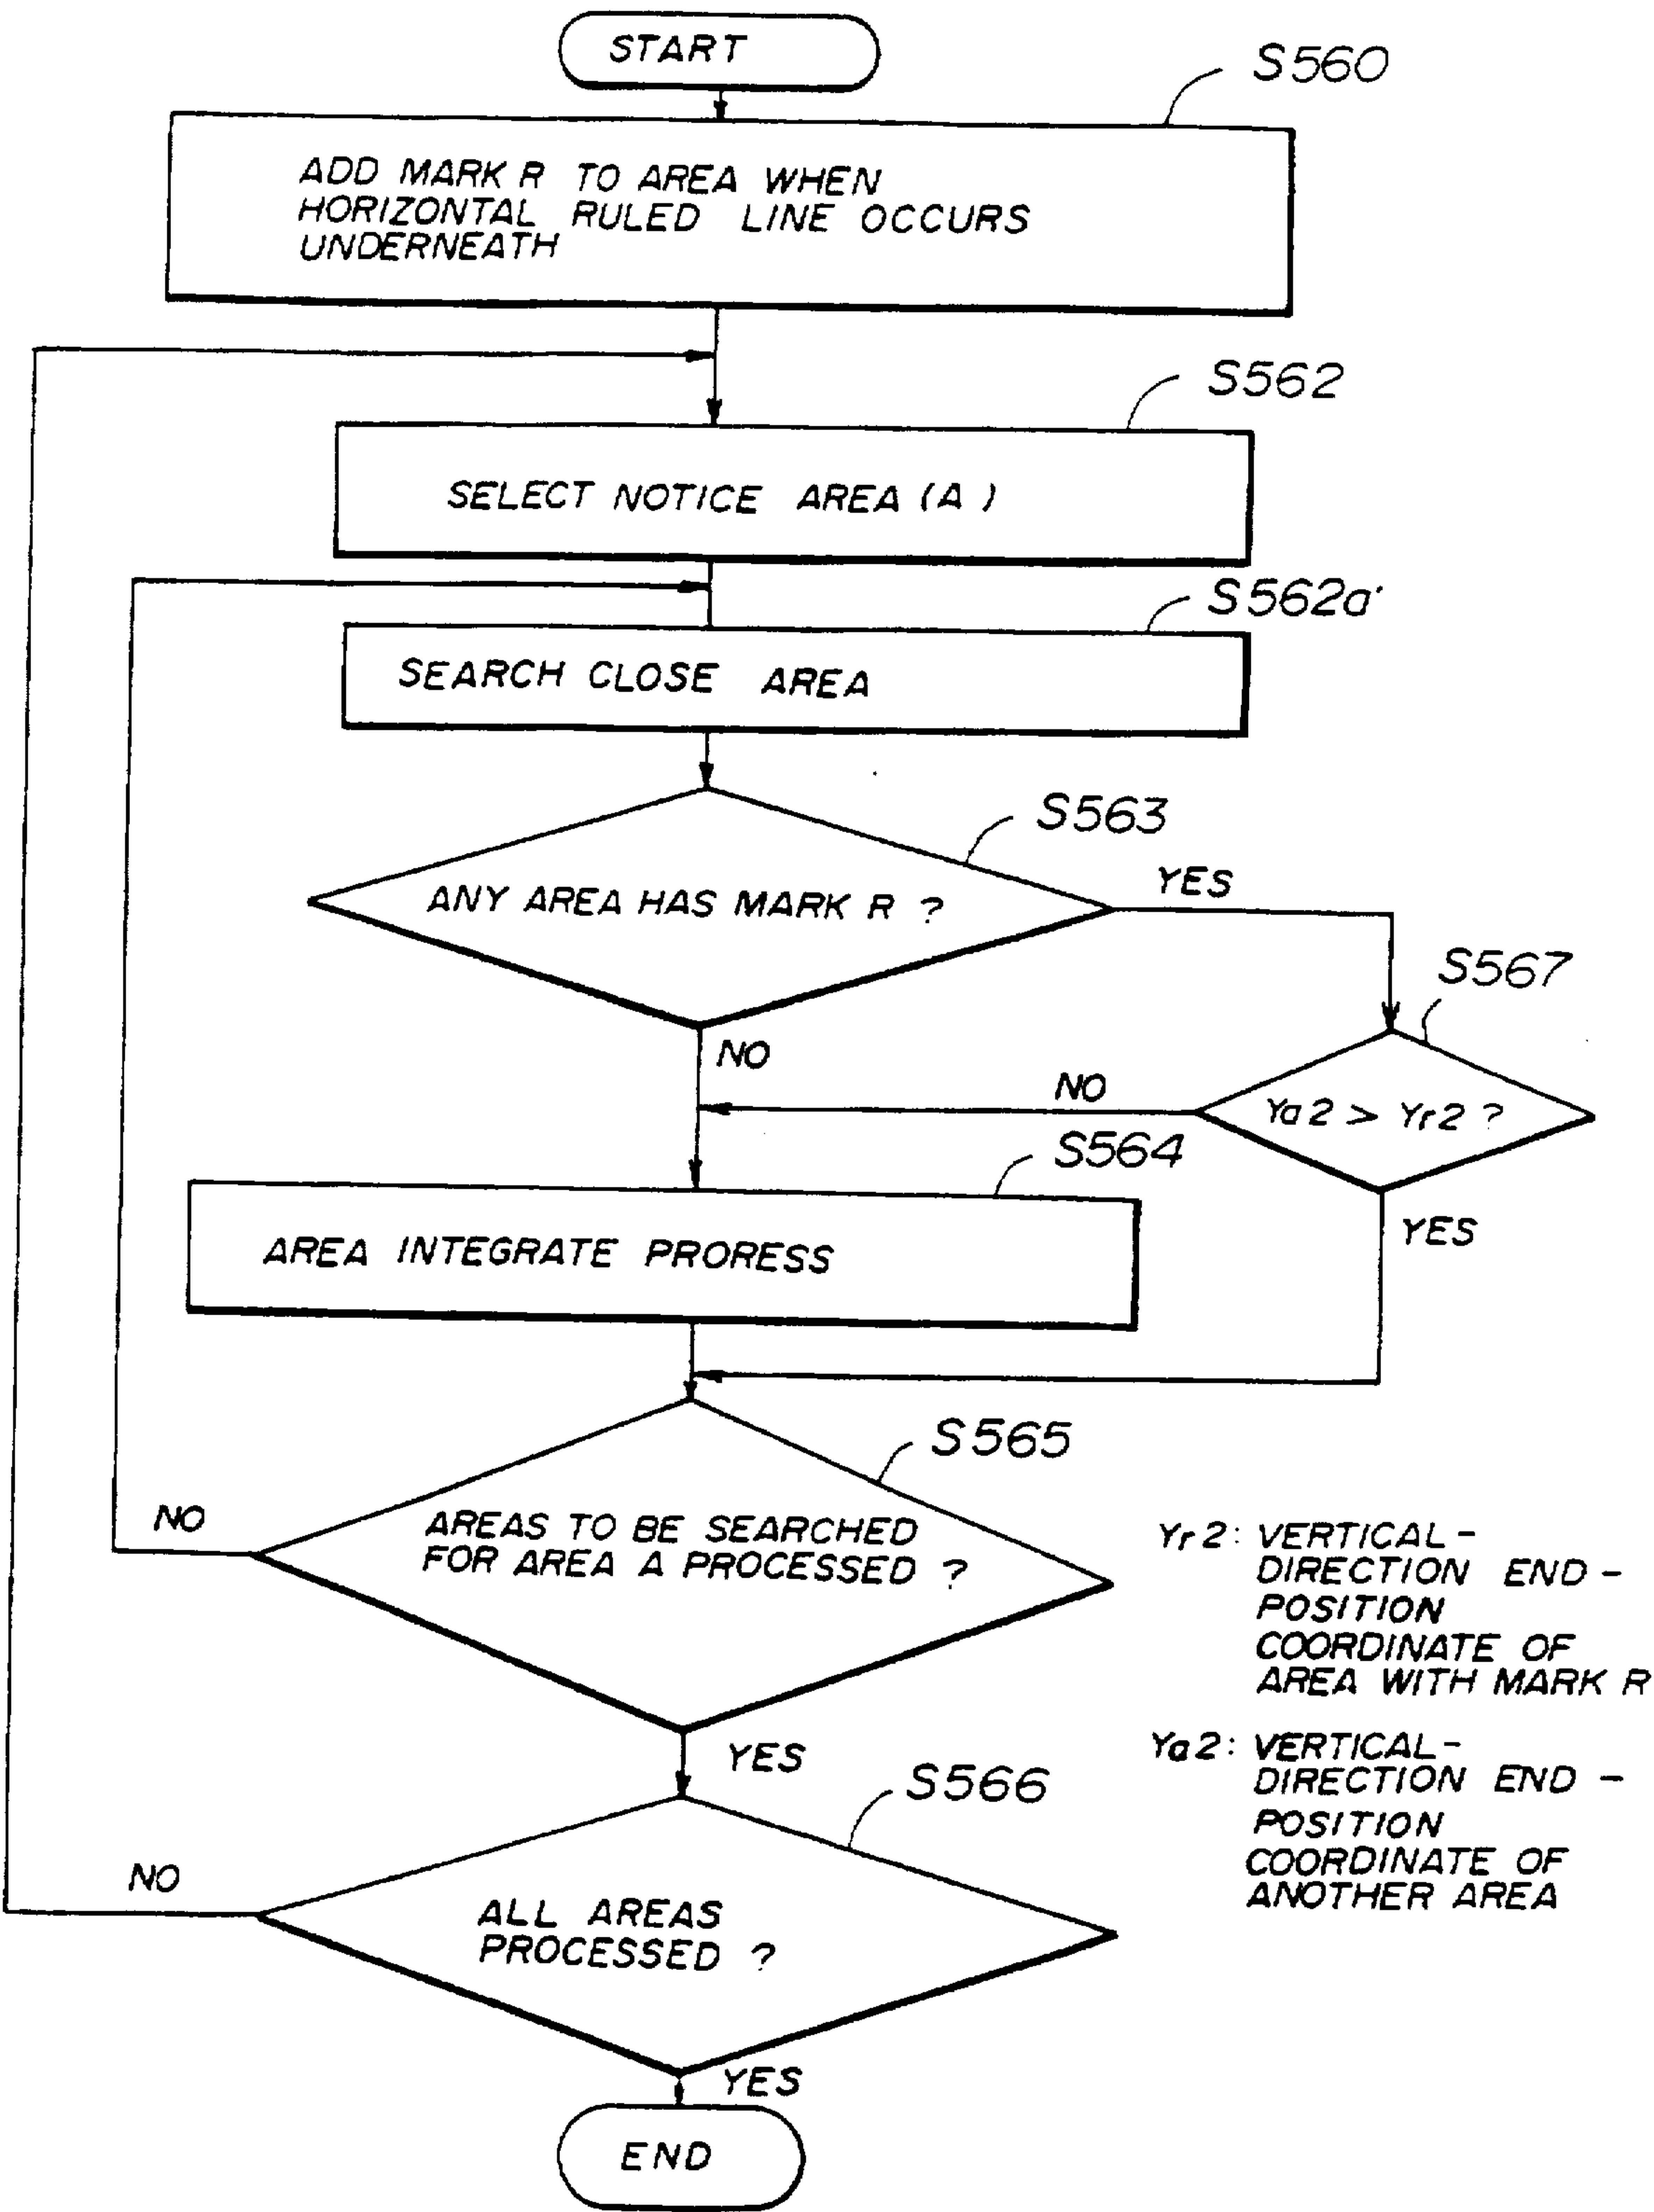 START
S560
ADD MARK R TO AREA WHEN
HORIZONTAL RULED LINE OCCURS
UNDERNEATH
S562
SELECT NOTICE AREA (A)
S562a
SEARCH CLOSE AREA
S563
ANY AREA HAS MARK R ?
YES
S567
NO
NO
Ya2 > Yr2 ?
S564
YES
AREA INTEGRATE PRORESS
S565
NO
AREAS TO BE SEARCHED
FOR AREA A PROCESSED ?
Yr2: VERTICAL-
DIRECTION END-
POSITION
COORDINATE OF
AREA WITH MARK R
YES
Ya2: VERTICAL-
DIRECTION END-
POSITION
COORDINATE OF
ANOTHER AREA
S566
NO
ALL AREAS
PROCESSED ?
YES
END